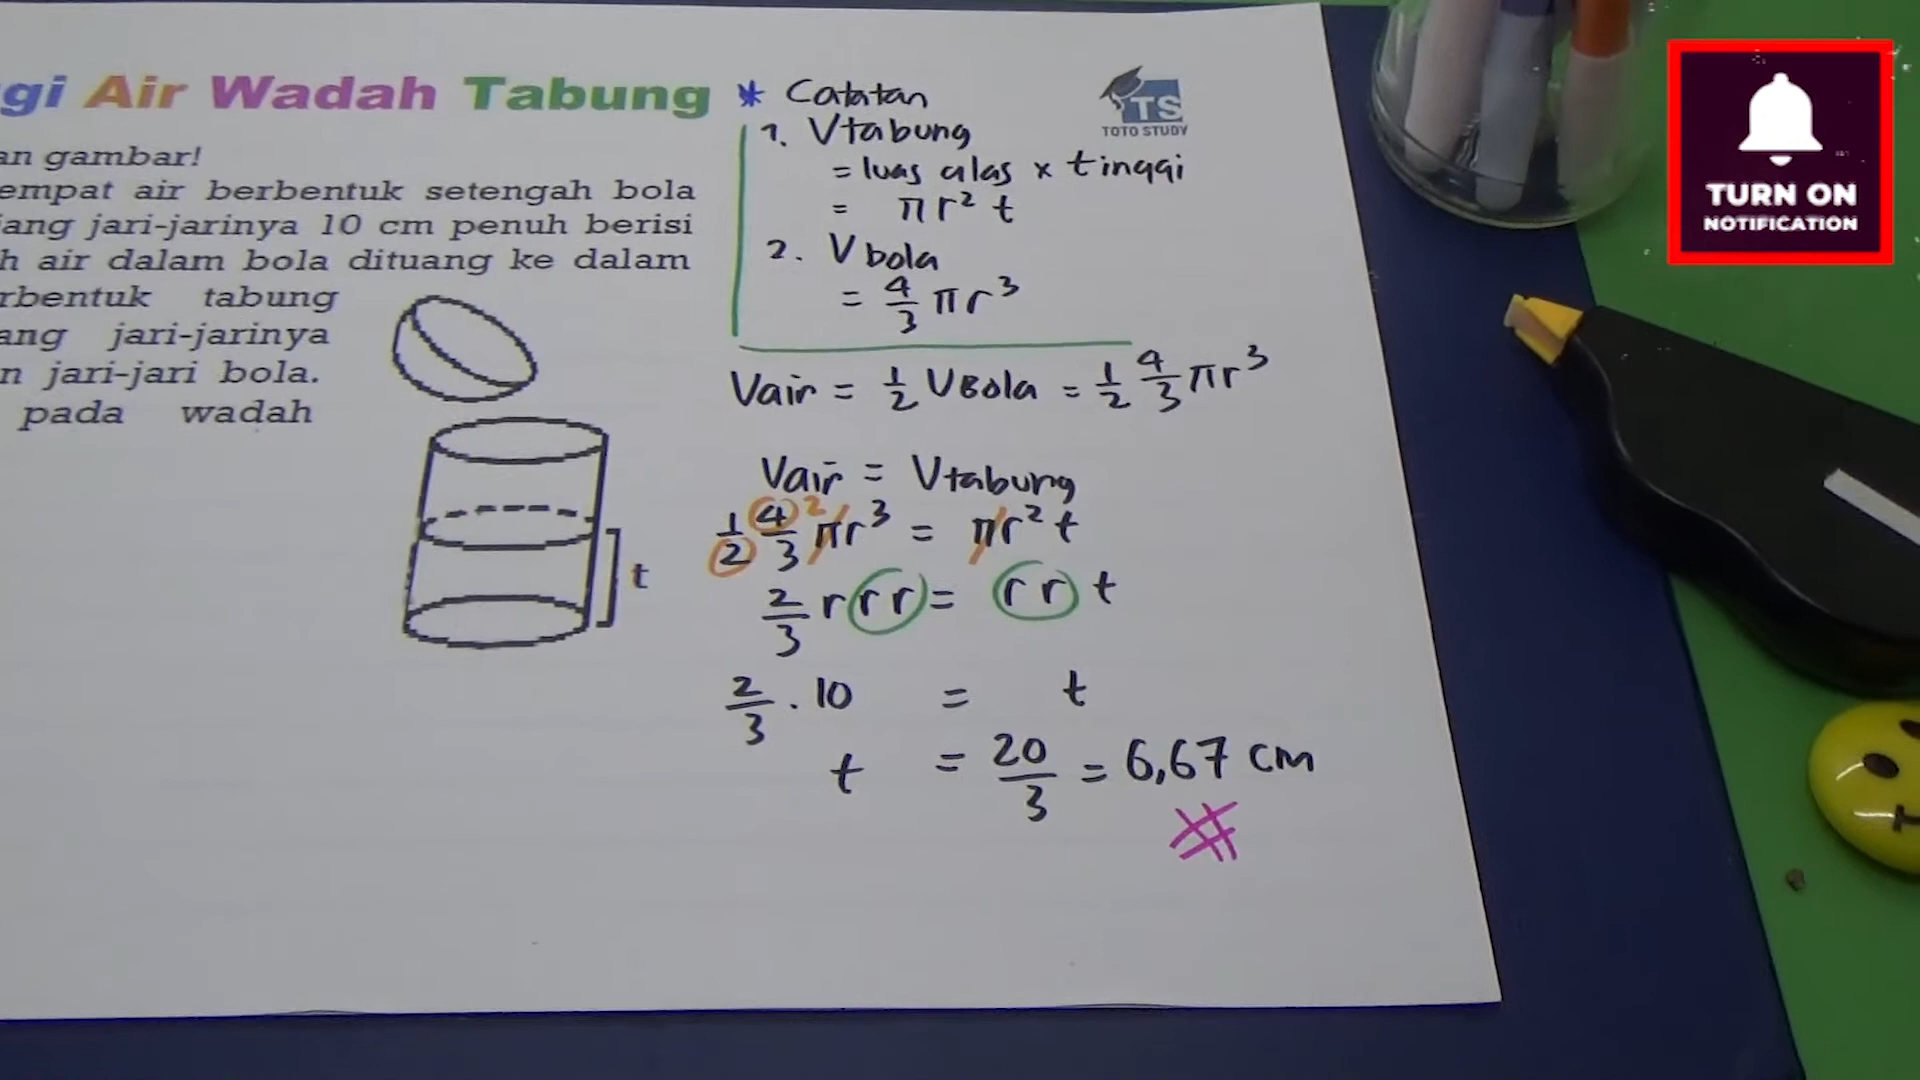 gi Air Wadah Tabung
an gambar!
empat air berbentuk setengah bola
jang jari-jarinya 10 cm penuh berisi
h air dalam bola dituang ke dalam
rbentuk tabung
ang jari-jarinya
n jari-jari bola.
pada wadah
t
* Catatan
1. Vtabung
= luas alas x tinggi
= πr² t
2. Vbola
= 4/3 πr³
Vair = 1/2 VBola = 1/2 4/3 πr³
Vair = Vtabung
1/2 4/3 2 πr³ = πr² t
2/3 r r r = r r t
2/3 . 10 = t
t = 20/3 = 6,67 cm
TS
TOTO STUDY
TURN ON
NOTIFICATION